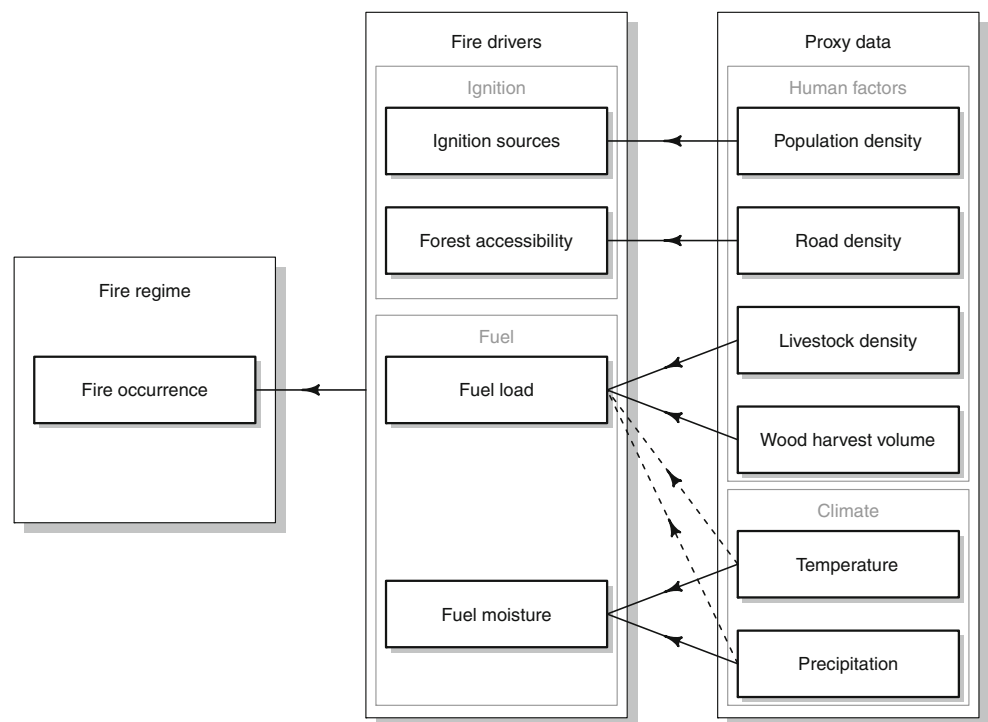 Fire regime
Fire occurrence
Fire drivers
Ignition
Ignition sources
Forest accessibility
Fuel
Fuel load
Fuel moisture
Proxy data
Human factors
Population density
Road density
Livestock density
Wood harvest volume
Climate
Temperature
Precipitation